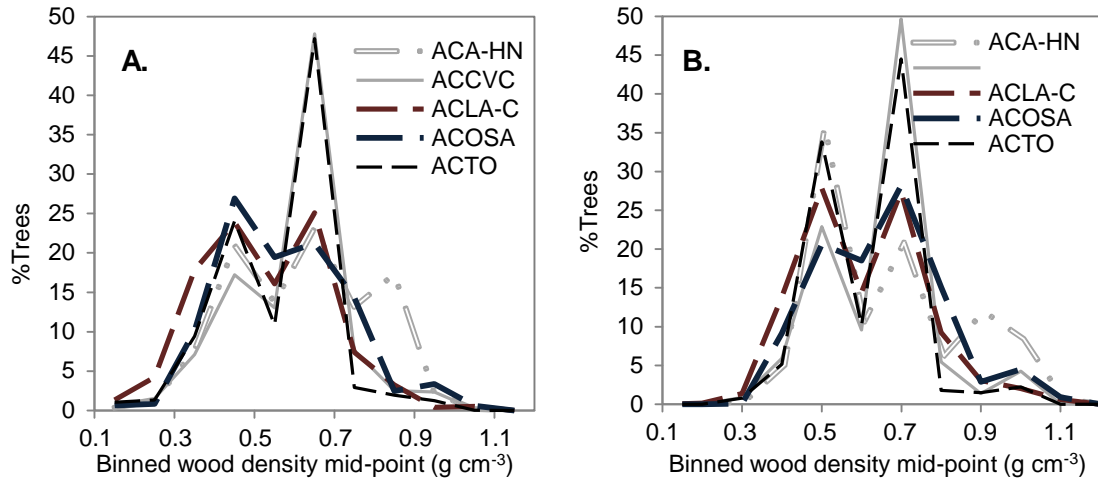 50
45
40
35
30
25
20
15
10
5
0
%Trees
A.
ACA-HN
ACCVC
ACLA-C
ACOSA
ACTO
0.1 0.3 0.5 0.7 0.9 1.1
Binned wood density mid-point (g cm-3)
50
45
40
35
30
25
20
15
10
5
0
%Trees
B.
ACA-HN
ACLA-C
ACOSA
ACTO
0.1 0.3 0.5 0.7 0.9 1.1
Binned wood density mid-point (g cm-3)